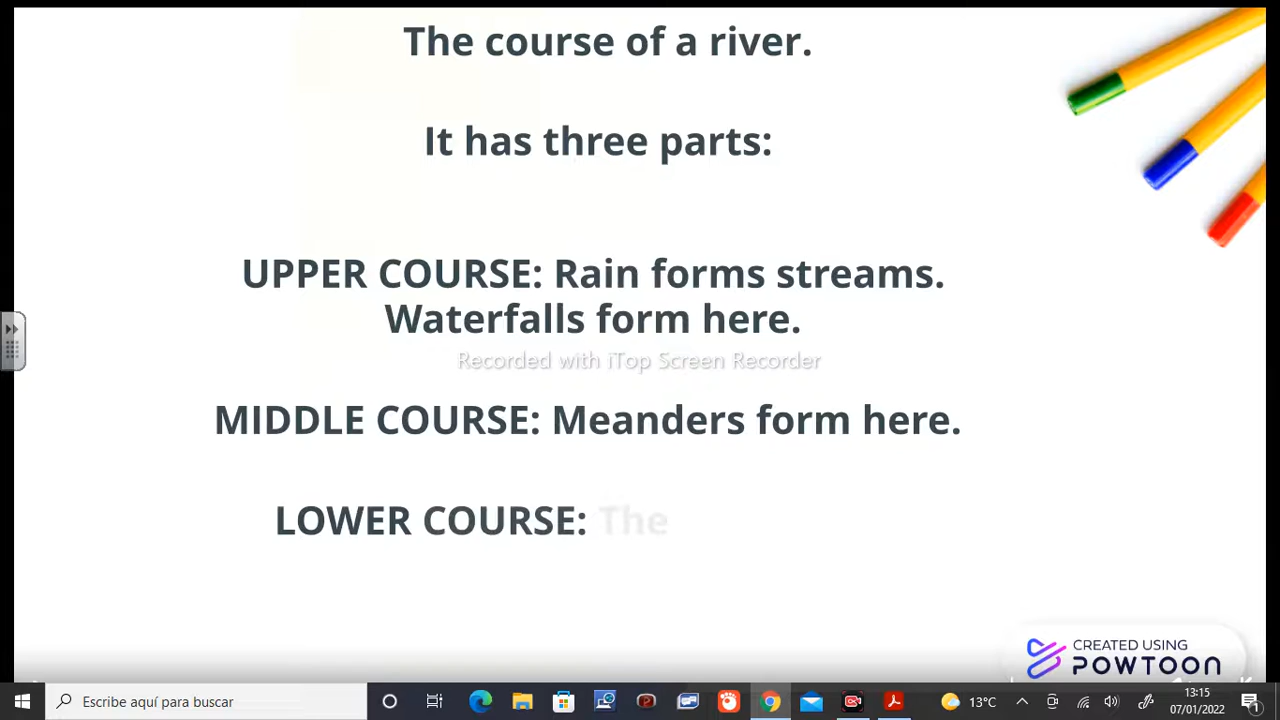 The course of a river.
It has three parts:
UPPER COURSE: Rain forms streams.
Waterfalls form here.
Recorded with iTop Screen Recorder
MIDDLE COURSE: Meanders form here.
LOWER COURSE: The
CREATED USING
POWTOON
Escribe aquí para buscar
13°C
13:15
07/01/2022
1